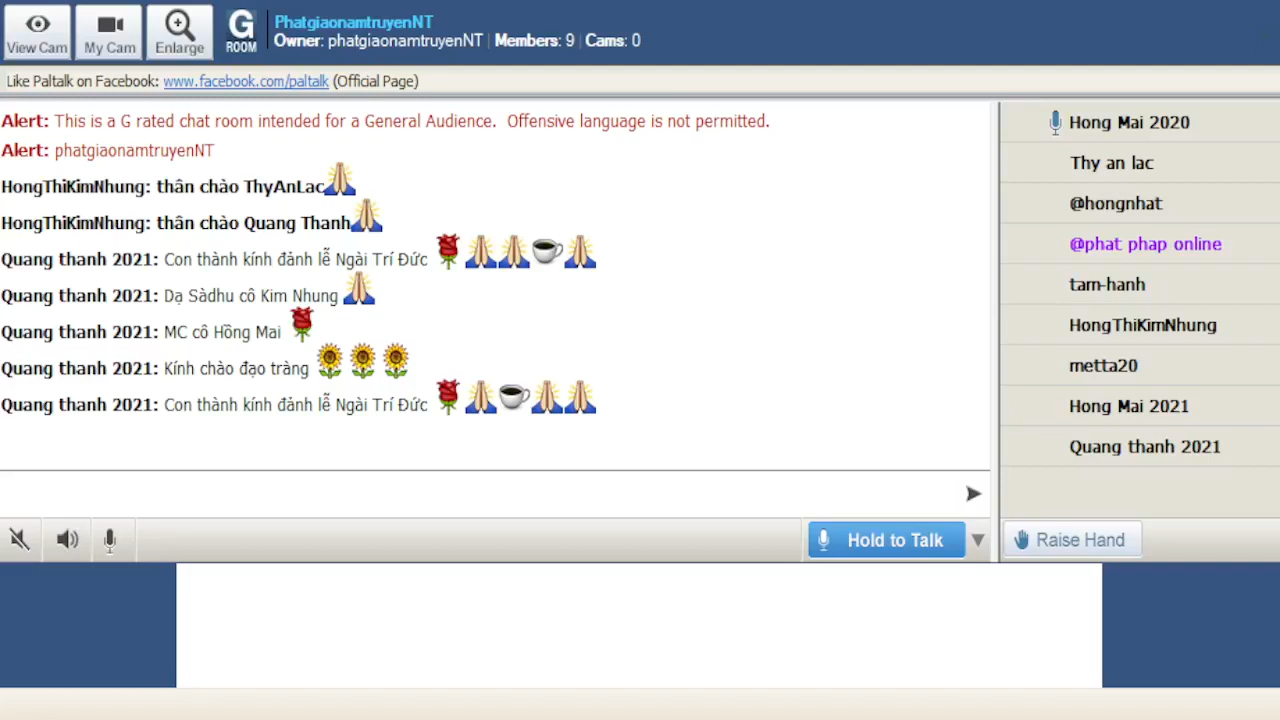 View Cam
My Cam
Enlarge
G
ROOM
PhatgiaonamtruyenNT
Owner: phatgiaonamtruyenNT | Members: 9 | Cams: 0
Like Paltalk on Facebook: www.facebook.com/paltalk (Official Page)
Alert: This is a G rated chat room intended for a General Audience. Offensive language is not permitted.
Alert: phatgiaonamtruyenNT
HongThiKimNhung: thân chào ThyAnLac
HongThiKimNhung: thân chào Quang Thanh
Quang thanh 2021: Con thành kính đảnh lễ Ngài Trí Đức
Quang thanh 2021: Dạ Sàdhu cô Kim Nhung
Quang thanh 2021: MC cô Hồng Mai
Quang thanh 2021: Kính chào đạo tràng
Quang thanh 2021: Con thành kính đảnh lễ Ngài Trí Đức
Hong Mai 2020
Thy an lac
@hongnhat
@phat phap online
tam-hanh
HongThiKimNhung
metta20
Hong Mai 2021
Quang thanh 2021
Hold to Talk
Raise Hand